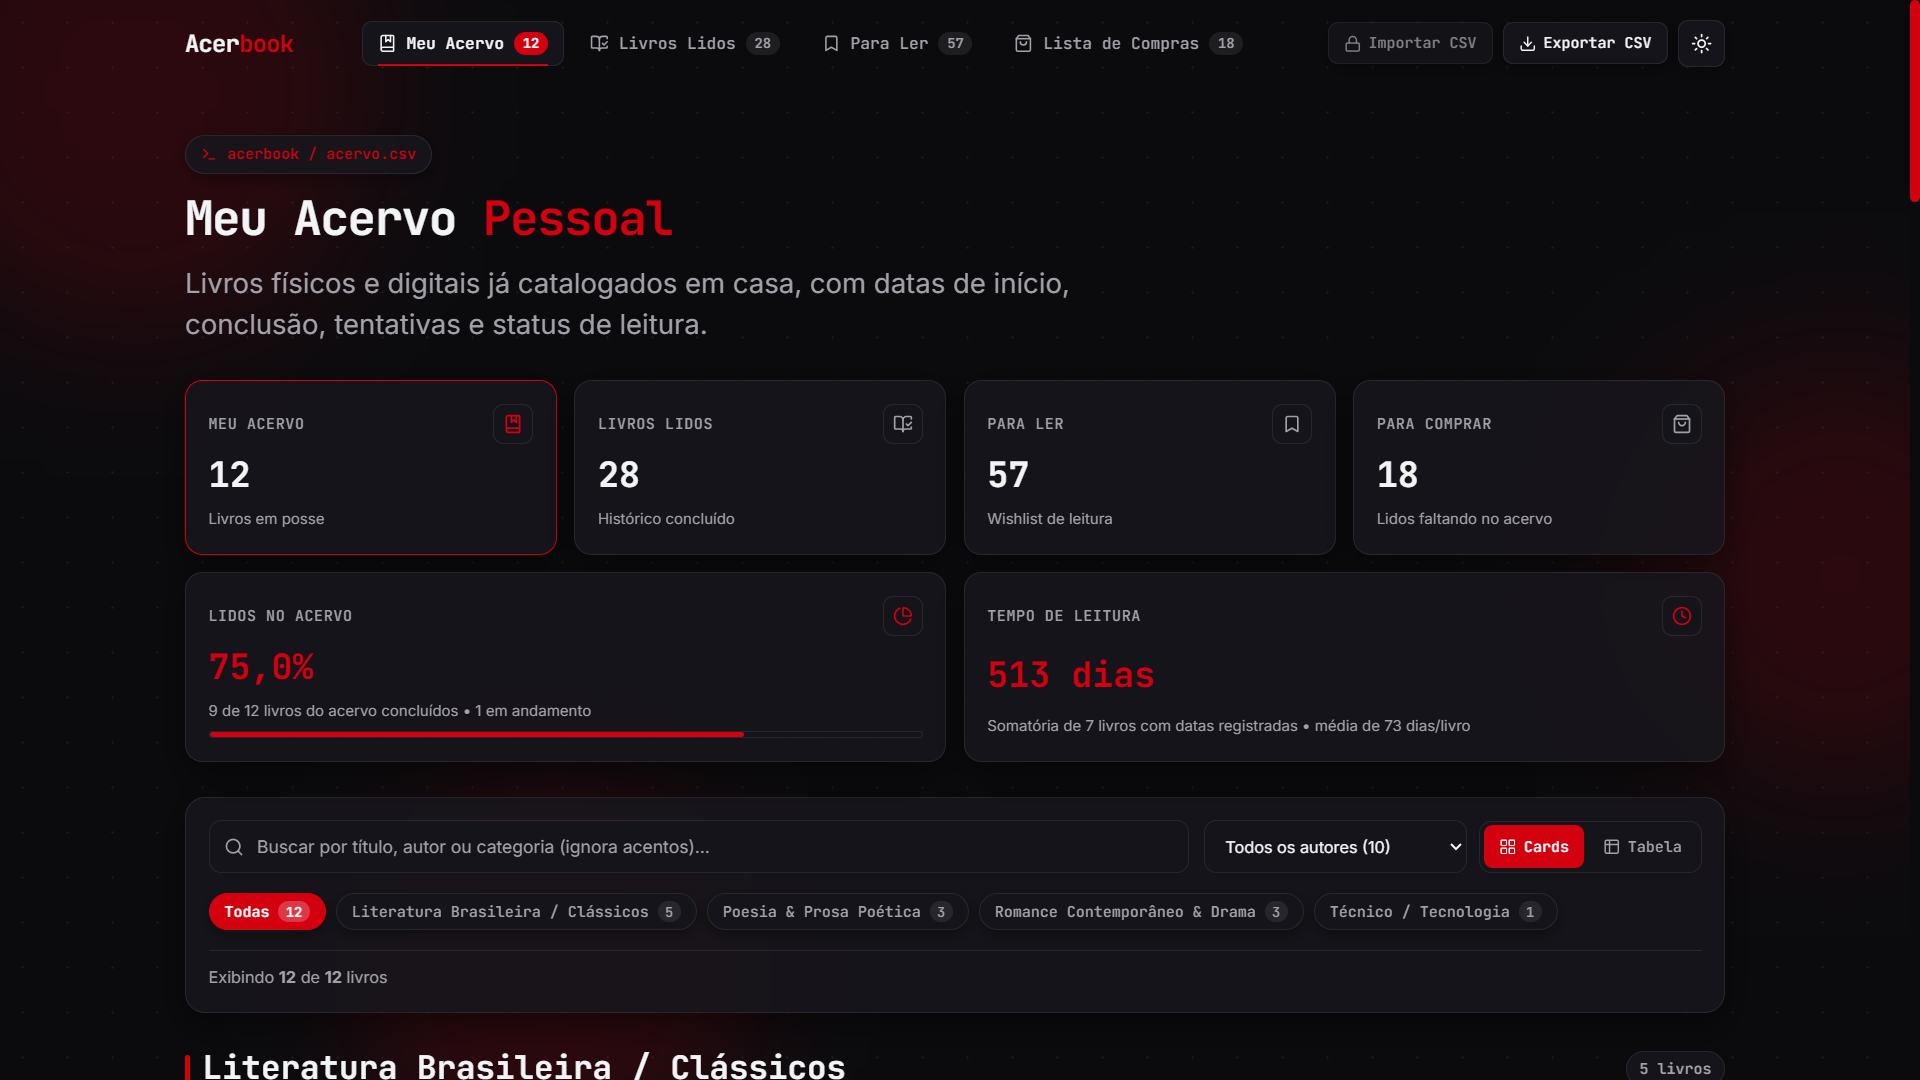 Acerbook
Meu Acervo 12
Livros Lidos 28
Para Ler 57
Lista de Compras 18
Importar CSV
Exportar CSV
>_ acerbook / acervo.csv
Meu Acervo Pessoal
Livros físicos e digitais já catalogados em casa, com datas de início,
conclusão, tentativas e status de leitura.
MEU ACERVO
12
Livros em posse
LIVROS LIDOS
28
Histórico concluído
PARA LER
57
Wishlist de leitura
PARA COMPRAR
18
Lidos faltando no acervo
LIDOS NO ACERVO
75,0%
9 de 12 livros do acervo concluídos • 1 em andamento
TEMPO DE LEITURA
513 dias
Somatória de 7 livros com datas registradas • média de 73 dias/livro
Buscar por título, autor ou categoria (ignora acentos)...
Todos os autores (10)
Cards
Tabela
Todas 12
Literatura Brasileira / Clássicos 5
Poesia & Prosa Poética 3
Romance Contemporâneo & Drama 3
Técnico / Tecnologia 1
Exibindo 12 de 12 livros
Literatura Brasileira / Clássicos
5 livros